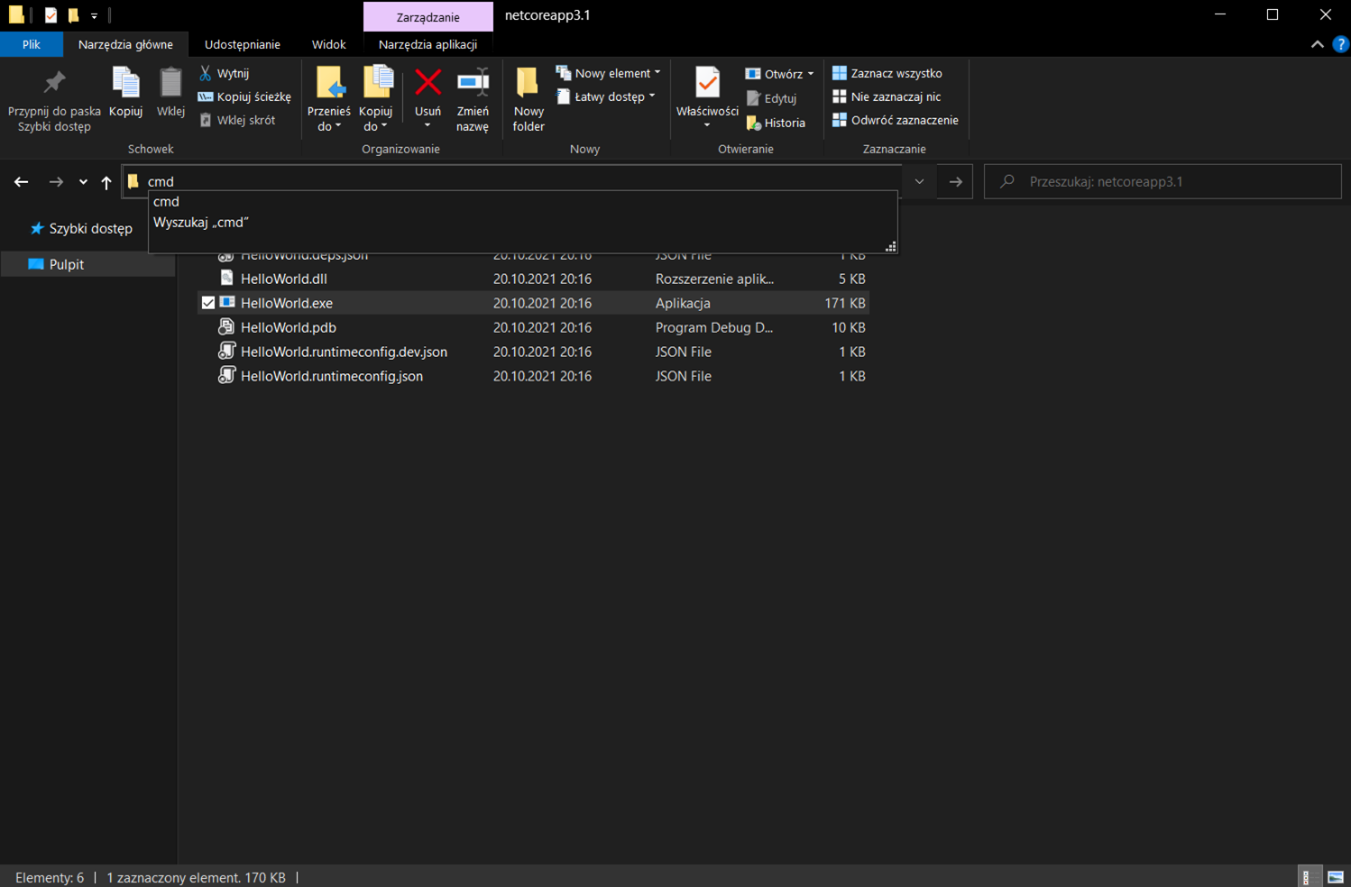 Zarządzanie
netcoreapp3.1
Plik
Narzędzia główne
Udostępnianie
Widok
Narzędzia aplikacji
?
Przypnij do paska
Szybki dostęp
Kopiuj
Wklej
Wytnij
Kopiuj ścieżkę
Wklej skrót
Schowek
Przenieś
do
Kopiuj
do
Usuń
Zmień
nazwę
Organizowanie
Nowy
folder
Nowy element
Łatwy dostęp
Nowy
Właściwości
Otwórz
Edytuj
Historia
Otwieranie
Zaznacz wszystko
Nie zaznaczaj nic
Odwróć zaznaczenie
Zaznaczanie
cmd
Przeszukaj: netcoreapp3.1
cmd
Wyszukaj „cmd”
Szybki dostęp
Pulpit
HelloWorld.deps.json 20.10.2021 20:16 JSON File 1 KB
HelloWorld.dll 20.10.2021 20:16 Rozszerzenie aplik... 5 KB
HelloWorld.exe 20.10.2021 20:16 Aplikacja 171 KB
HelloWorld.pdb 20.10.2021 20:16 Program Debug D... 10 KB
HelloWorld.runtimeconfig.dev.json 20.10.2021 20:16 JSON File 1 KB
HelloWorld.runtimeconfig.json 20.10.2021 20:16 JSON File 1 KB
Elementy: 6 | 1 zaznaczony element. 170 KB |